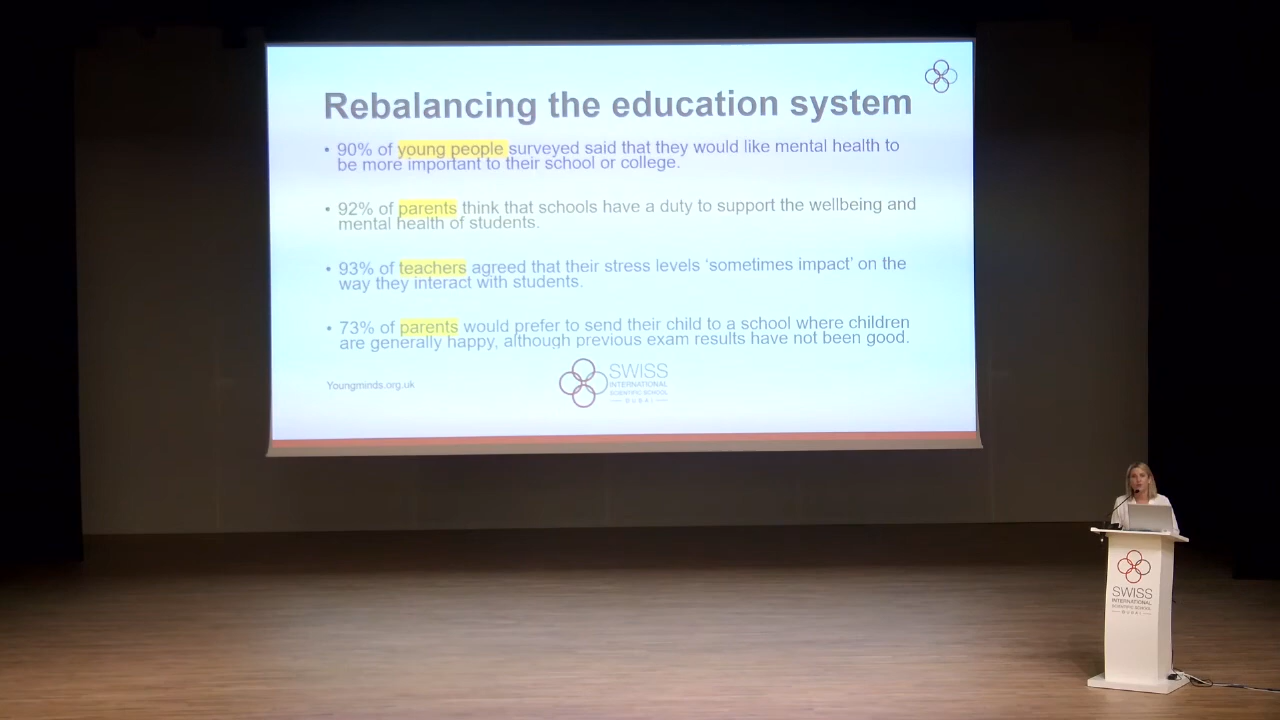 Rebalancing the education system
• 90% of young people surveyed said that they would like mental health to
be more important to their school or college.
• 92% of parents think that schools have a duty to support the wellbeing and
mental health of students.
• 93% of teachers agreed that their stress levels ‘sometimes impact’ on the
way they interact with students.
• 73% of parents would prefer to send their child to a school where children
are generally happy, although previous exam results have not been good.
Youngminds.org.uk
SWISS
INTERNATIONAL
SCIENTIFIC SCHOOL
DUBAI
SWISS
INTERNATIONAL
SCIENTIFIC SCHOOL
DUBAI